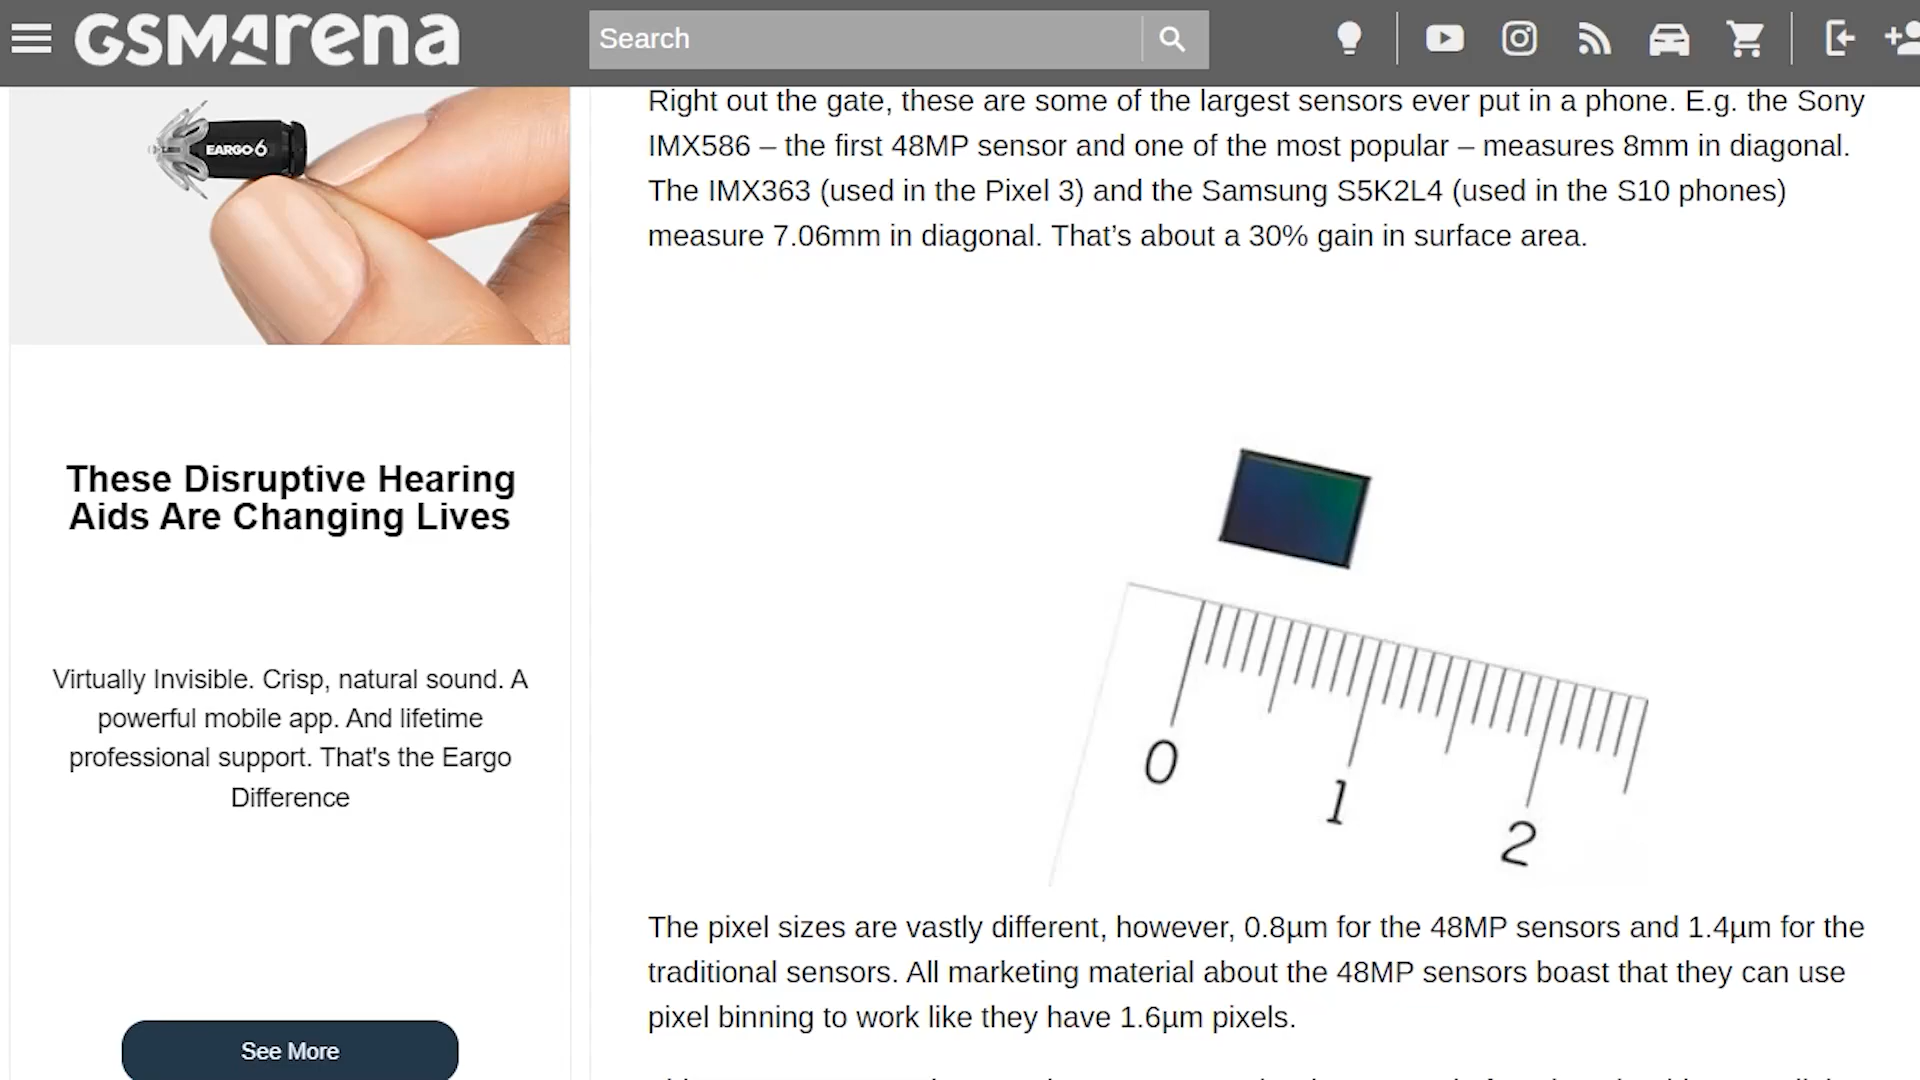 GSMArena
Search
EARGO 6
These Disruptive Hearing
Aids Are Changing Lives
Virtually Invisible. Crisp, natural sound. A
powerful mobile app. And lifetime
professional support. That's the Eargo
Difference
See More
Right out the gate, these are some of the largest sensors ever put in a phone. E.g. the Sony
IMX586 – the first 48MP sensor and one of the most popular – measures 8mm in diagonal.
The IMX363 (used in the Pixel 3) and the Samsung S5K2L4 (used in the S10 phones)
measure 7.06mm in diagonal. That’s about a 30% gain in surface area.
0
1
2
The pixel sizes are vastly different, however, 0.8µm for the 48MP sensors and 1.4µm for the
traditional sensors. All marketing material about the 48MP sensors boast that they can use
pixel binning to work like they have 1.6µm pixels.